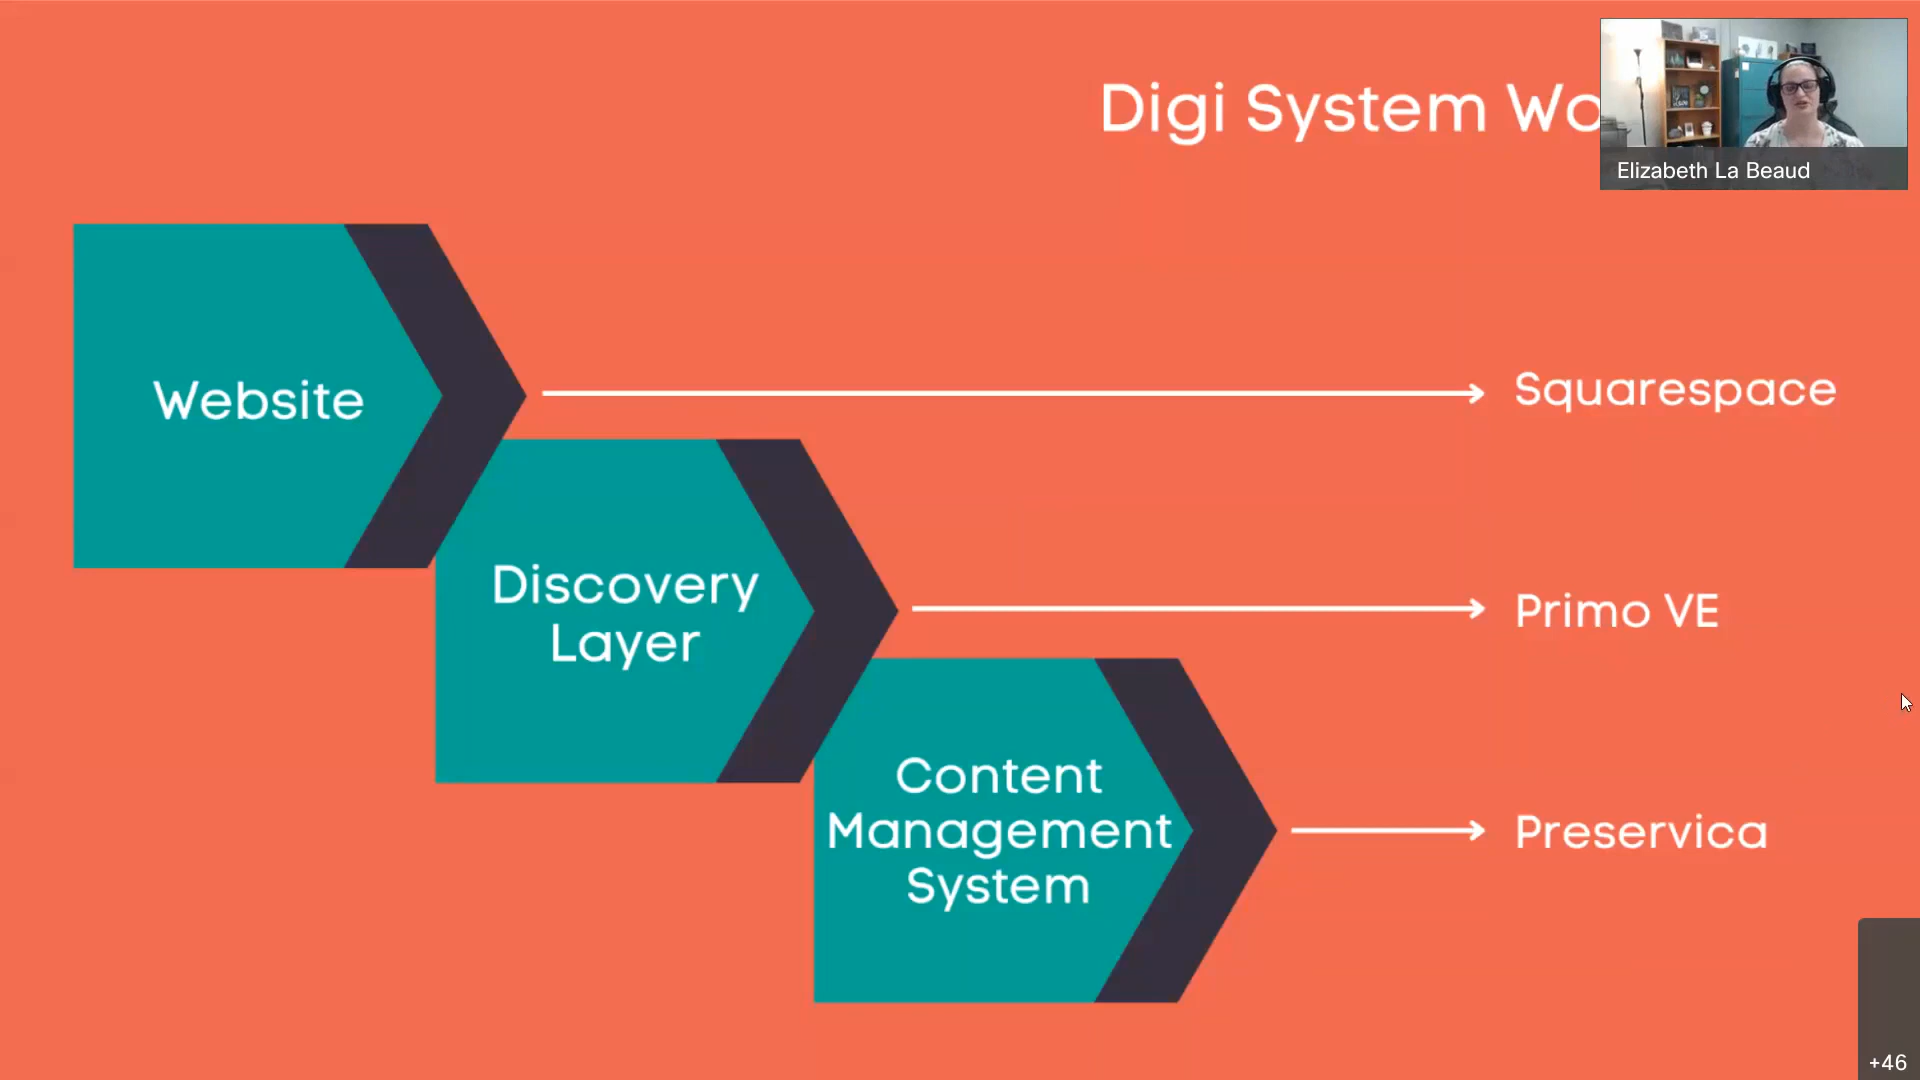 Digi System Wo
Elizabeth La Beaud
Website
Squarespace
Discovery
Layer
Primo VE
Content
Management
System
Preservica
+46